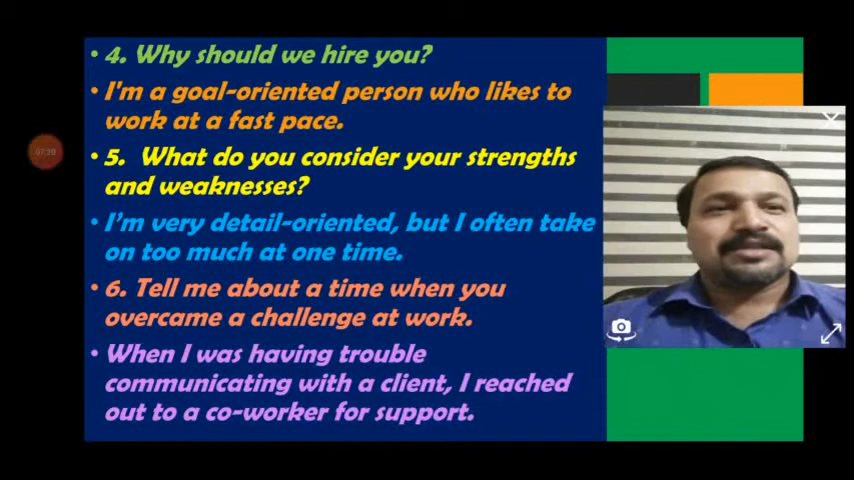 • 4. Why should we hire you?
• I'm a goal-oriented person who likes to
work at a fast pace.
• 5. What do you consider your strengths
and weaknesses?
• I'm very detail-oriented, but I often take
on too much at one time.
• 6. Tell me about a time when you
overcame a challenge at work.
• When I was having trouble
communicating with a client, I reached
out to a co-worker for support.